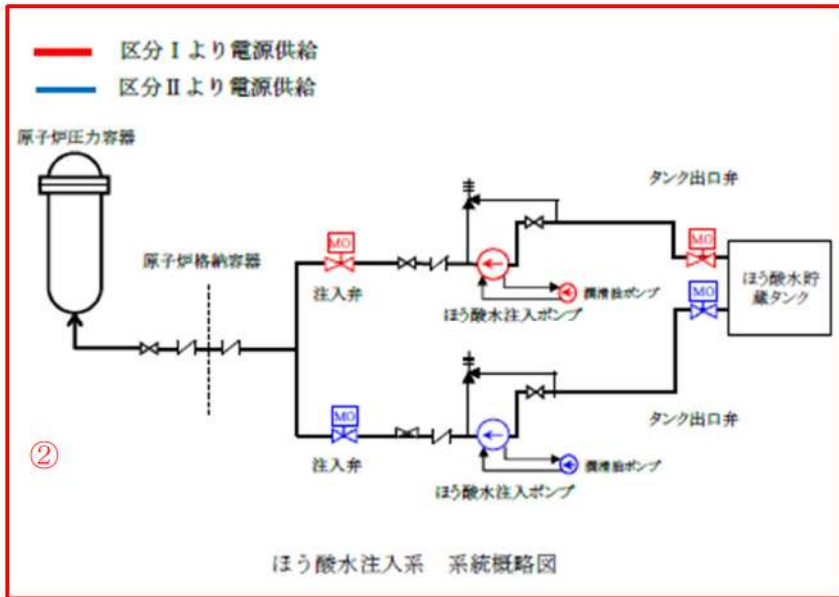 区分Ⅰより電源供給
区分Ⅱより電源供給
原子炉圧力容器
原子炉格納容器
タンク出口弁
MO
注入弁
ほう酸水注入ポンプ
潤滑油ポンプ
MO
ほう酸水貯
蔵タンク
MO
MO
注入弁
ほう酸水注入ポンプ
潤滑油ポンプ
タンク出口弁
②
ほう酸水注入系 系統概略図